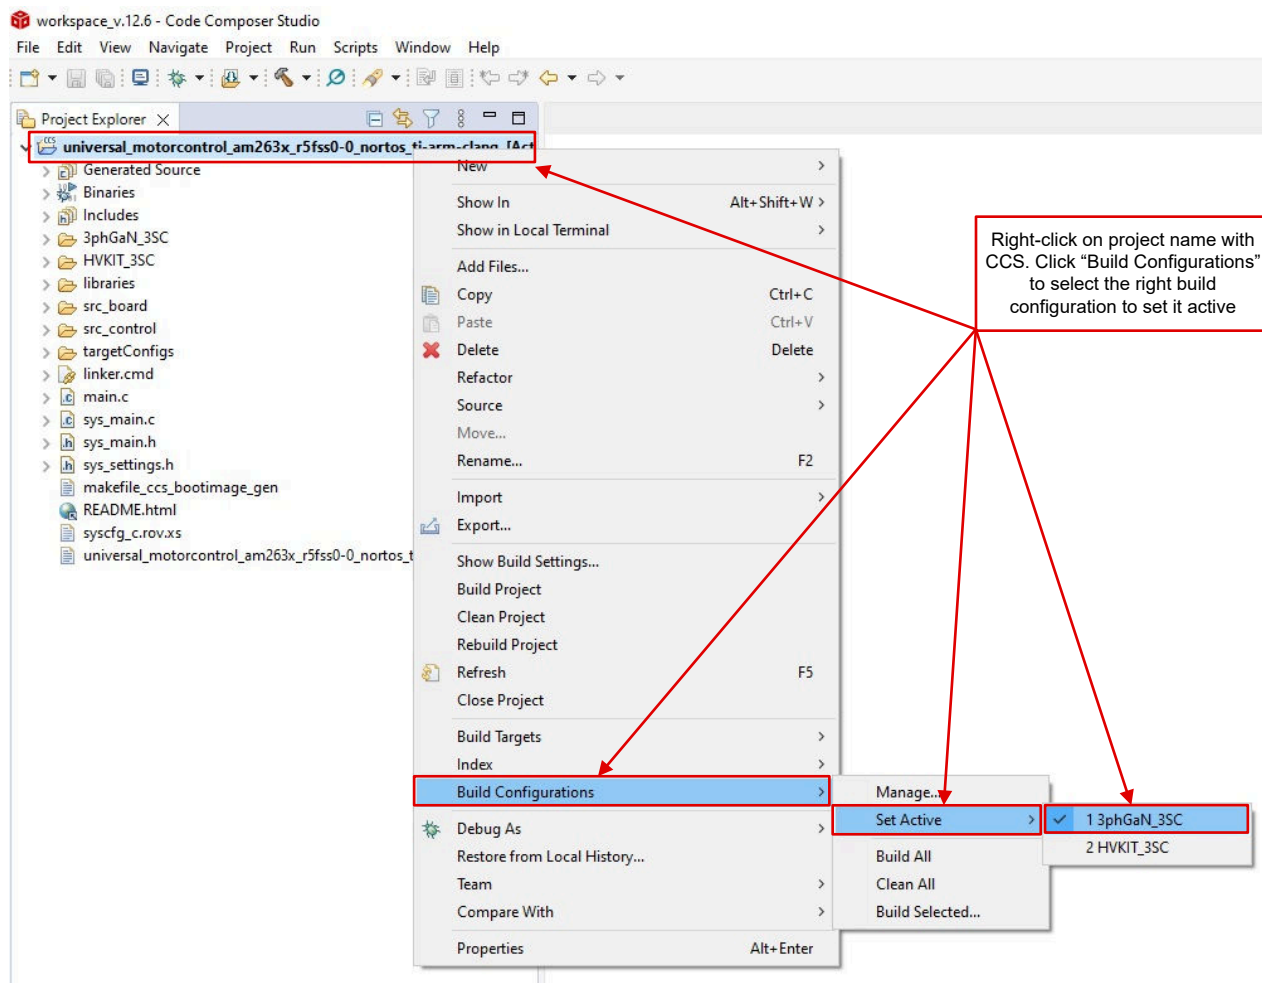 workspace_v.12.6 - Code Composer Studio
File Edit View Navigate Project Run Scripts Window Help
Project Explorer
universal_motorcontrol_am263x_r5fss0-0_nortos_ti-arm-clang [Act
Generated Source
Binaries
Includes
3phGaN_3SC
HVKIT_3SC
libraries
src_board
src_control
targetConfigs
linker.cmd
main.c
sys_main.c
sys_main.h
sys_settings.h
makefile_ccs_bootimage_gen
README.html
syscfg_c.rov.xs
universal_motorcontrol_am263x_r5fss0-0_nortos_t
New
Show In Alt+Shift+W
Show in Local Terminal
Add Files...
Copy Ctrl+C
Paste Ctrl+V
Delete Delete
Refactor
Source
Move...
Rename... F2
Import
Export...
Show Build Settings...
Build Project
Clean Project
Rebuild Project
Refresh F5
Close Project
Build Targets
Index
Build Configurations
Debug As
Restore from Local History...
Team
Compare With
Properties Alt+Enter
Manage...
Set Active
Build All
Clean All
Build Selected...
1 3phGaN_3SC
2 HVKIT_3SC
Right-click on project name with
CCS. Click “Build Configurations”
to select the right build
configuration to set it active